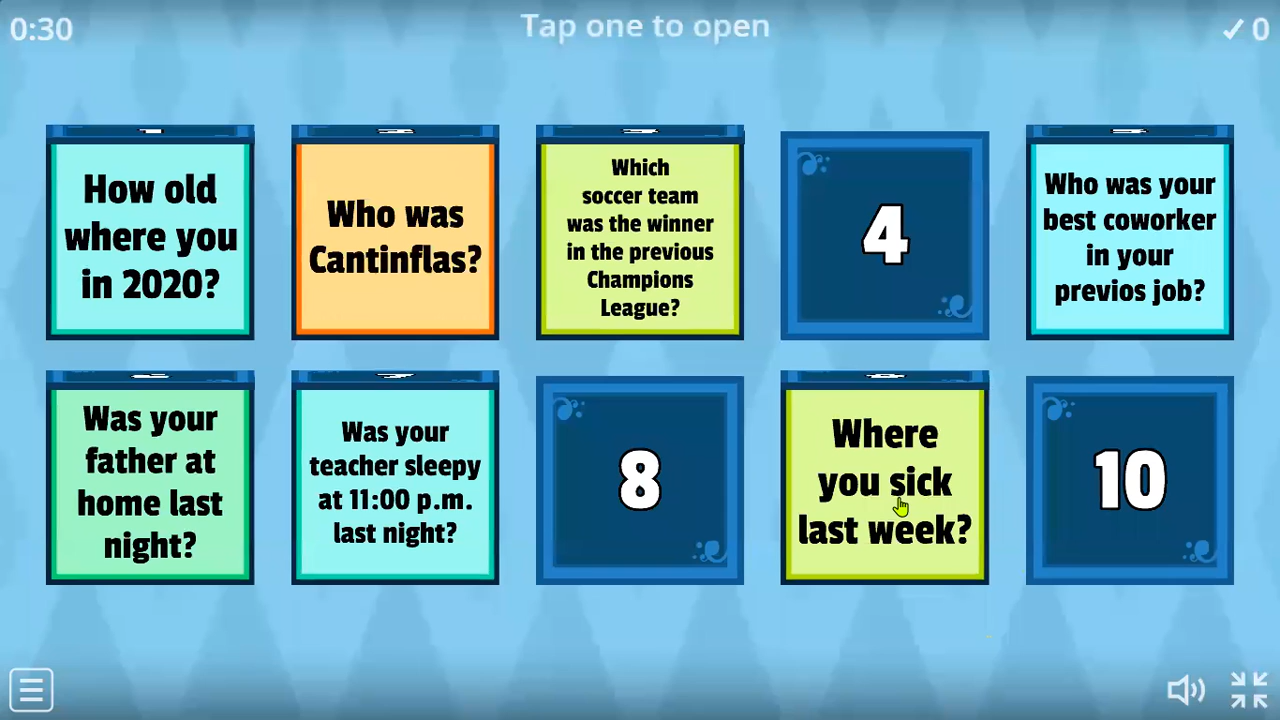 0:30
Tap one to open
✓ 0
How old
where you
in 2020?
Who was
Cantinflas?
Which
soccer team
was the winner
in the previous
Champions
League?
4
Who was your
best coworker
in your
previos job?
Was your
father at
home last
night?
Was your
teacher sleepy
at 11:00 p.m.
last night?
8
Where
you sick
last week?
10